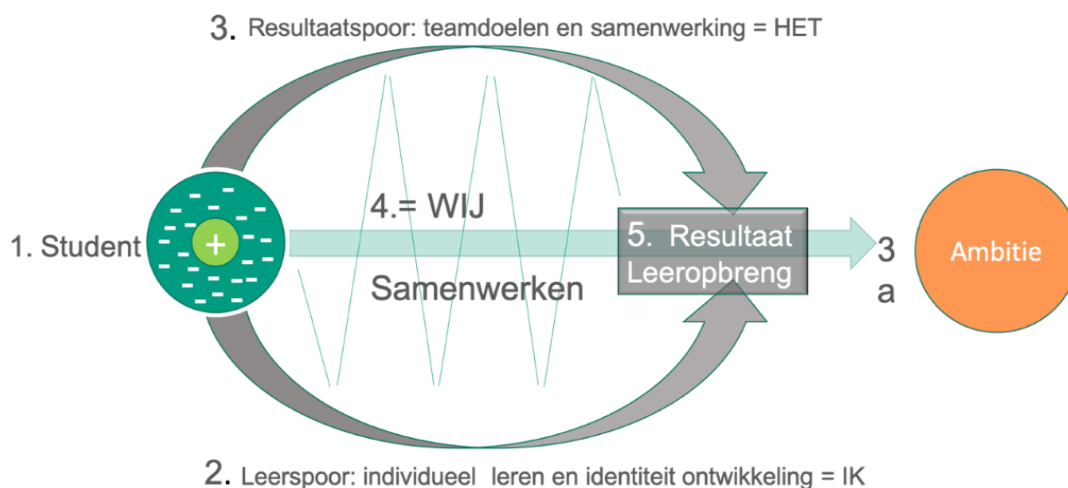 3. Resultaatspoor: teamdoelen en samenwerking = HET
4.= WIJ
1. Student
+
5. Resultaat
Leeropbreng
3
a
Ambitie
Samenwerken
2. Leerspoor: individueel leren en identiteit ontwikkeling = IK